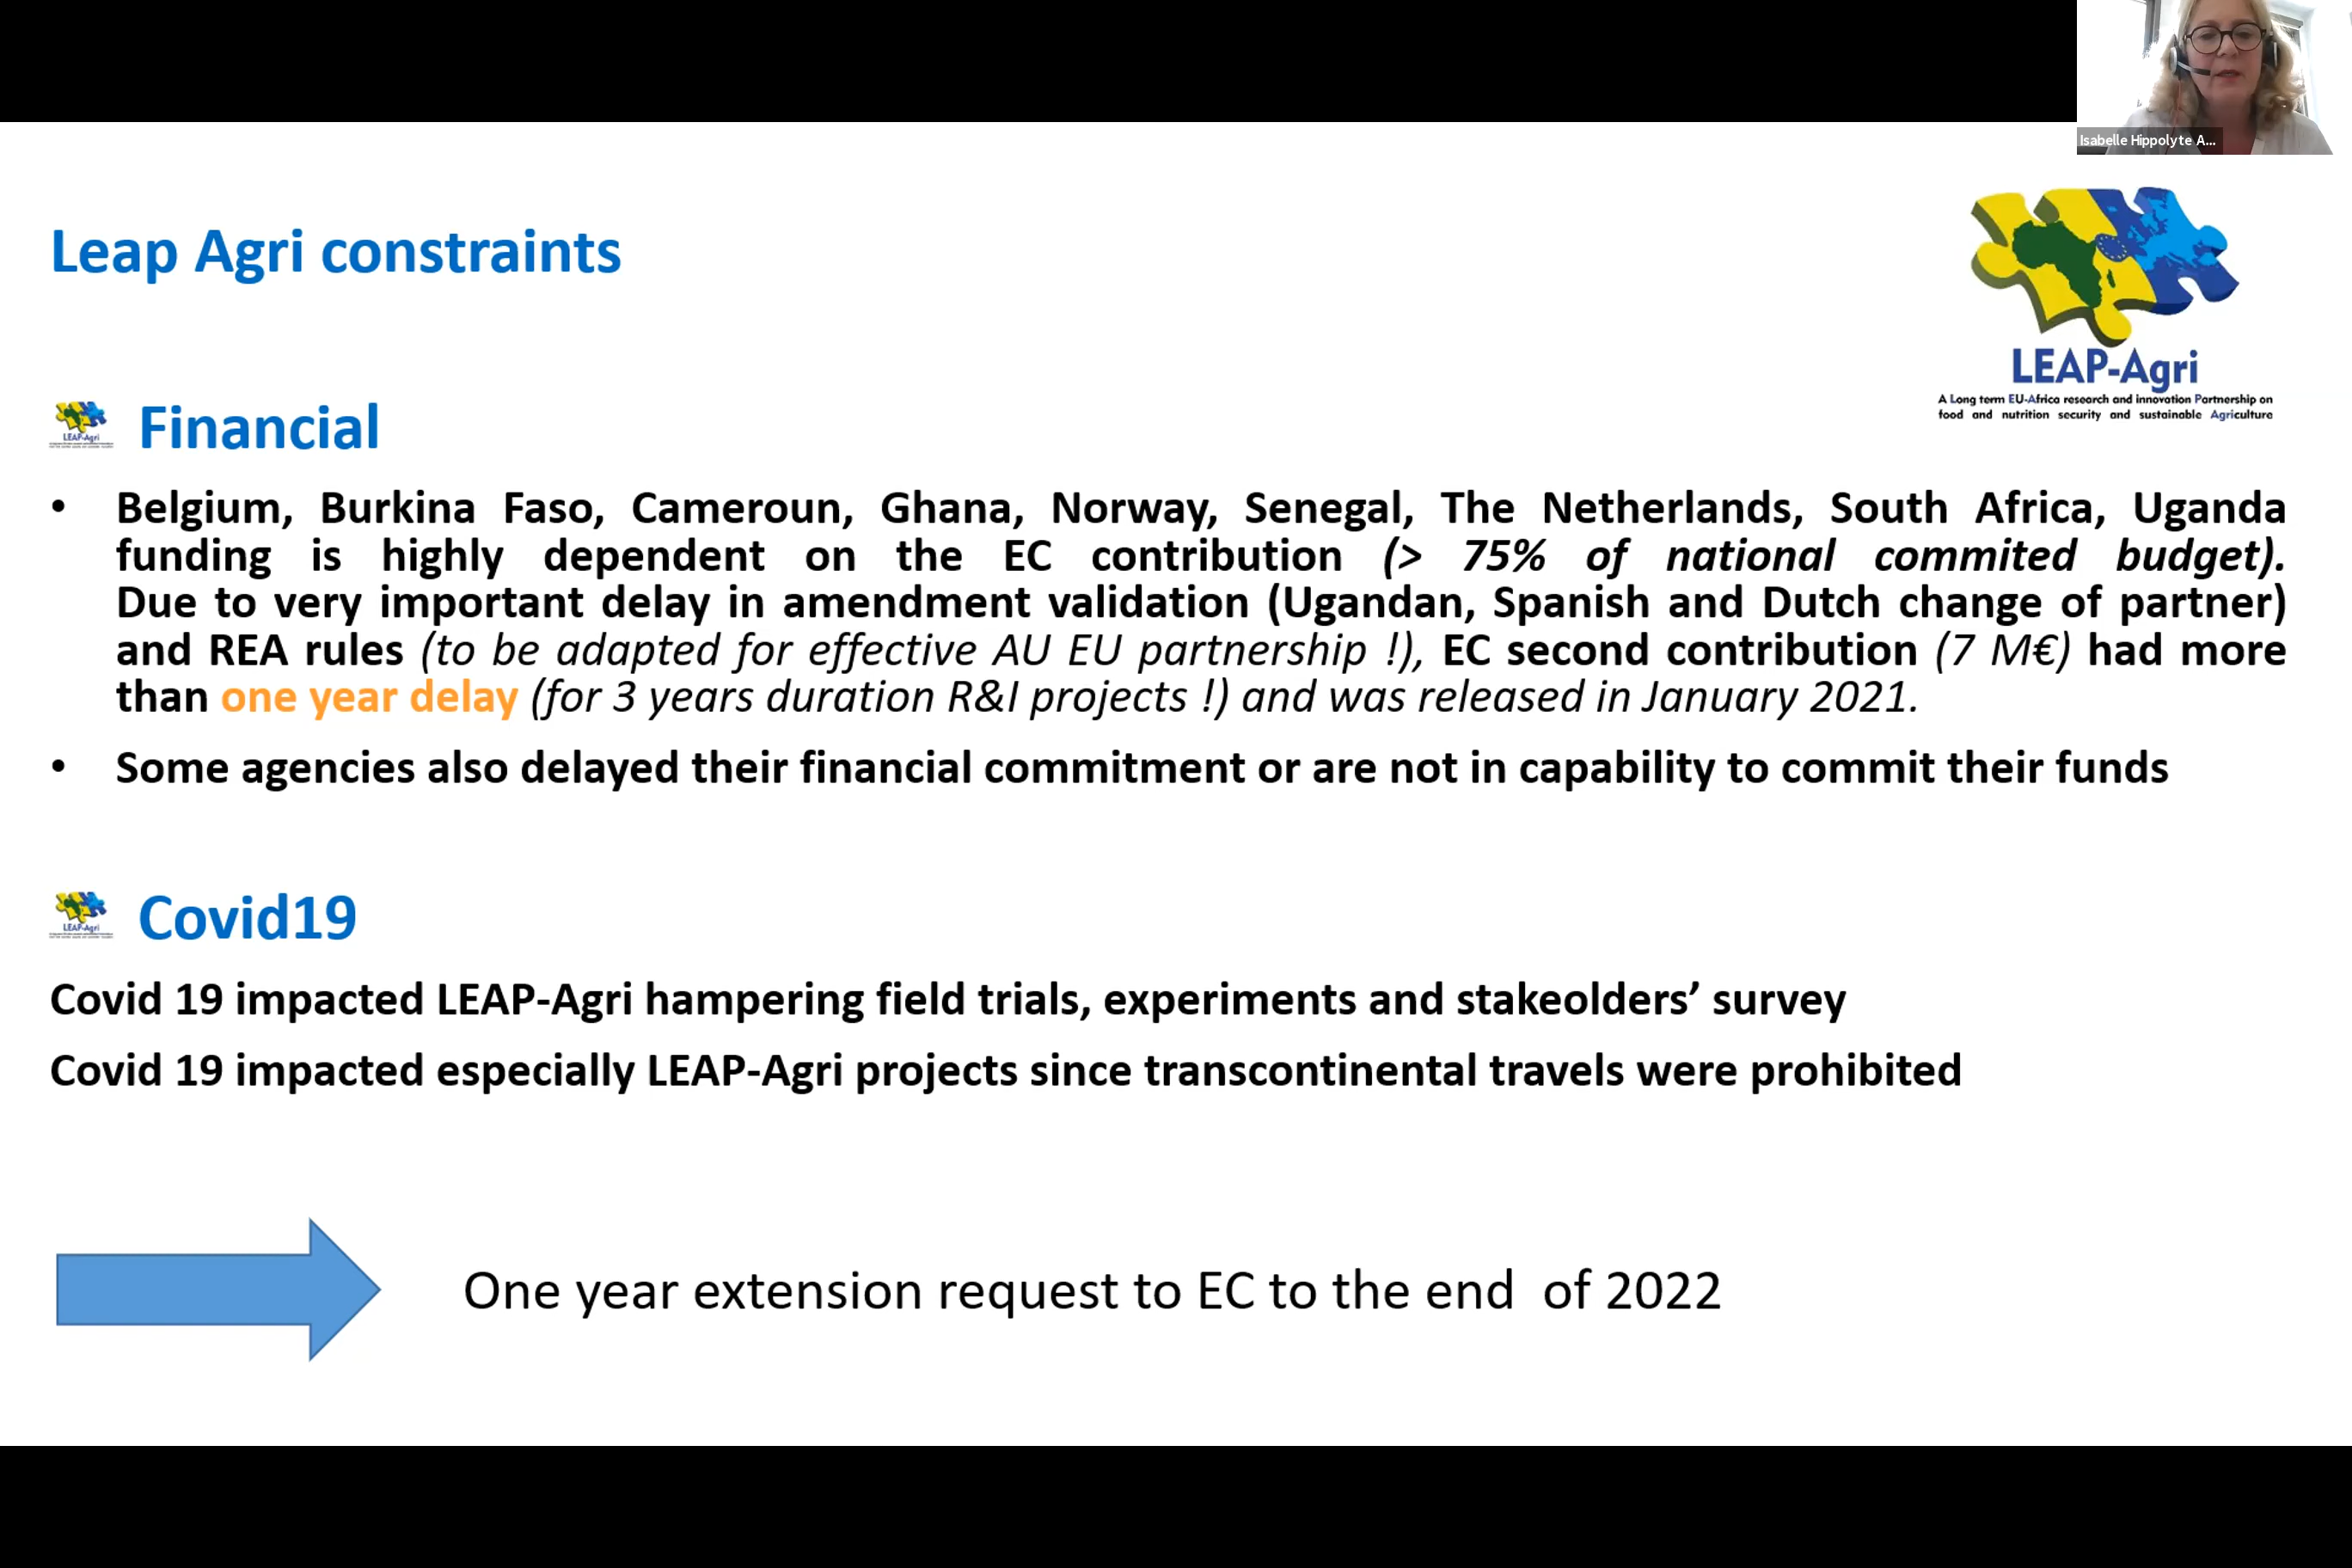 Isabelle Hippolyte A...
Leap Agri constraints
LEAP-Agri
A Long term EU-Africa research and innovation Partnership on
food and nutrition security and sustainable Agriculture
LEAP-Agri
Financial
• Belgium, Burkina Faso, Cameroun, Ghana, Norway, Senegal, The Netherlands, South Africa, Uganda
funding is highly dependent on the EC contribution (> 75% of national commited budget).
Due to very important delay in amendment validation (Ugandan, Spanish and Dutch change of partner)
and REA rules (to be adapted for effective AU EU partnership !), EC second contribution (7 M€) had more
than one year delay (for 3 years duration R&I projects !) and was released in January 2021.
• Some agencies also delayed their financial commitment or are not in capability to commit their funds
LEAP-Agri
Covid19
Covid 19 impacted LEAP-Agri hampering field trials, experiments and stakeolders’ survey
Covid 19 impacted especially LEAP-Agri projects since transcontinental travels were prohibited
One year extension request to EC to the end of 2022